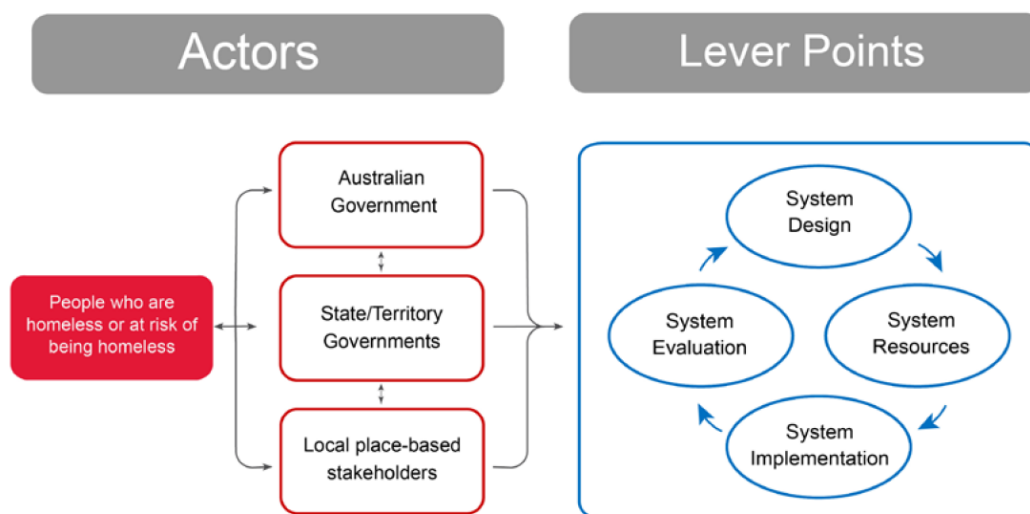 Actors
Lever Points
People who are
homeless or at risk of
being homeless
Australian
Government
State/Territory
Governments
Local place-based
stakeholders
System
Design
System
Evaluation
System
Resources
System
Implementation